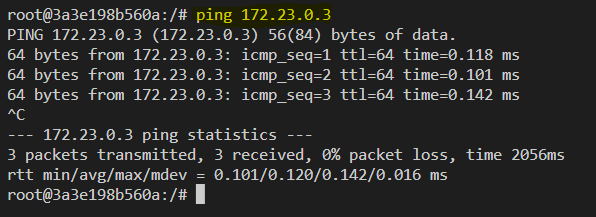 root@3a3e198b560a:/# ping 172.23.0.3
PING 172.23.0.3 (172.23.0.3) 56(84) bytes of data.
64 bytes from 172.23.0.3: icmp_seq=1 ttl=64 time=0.118 ms
64 bytes from 172.23.0.3: icmp_seq=2 ttl=64 time=0.101 ms
64 bytes from 172.23.0.3: icmp_seq=3 ttl=64 time=0.142 ms
^C
--- 172.23.0.3 ping statistics ---
3 packets transmitted, 3 received, 0% packet loss, time 2056ms
rtt min/avg/max/mdev = 0.101/0.120/0.142/0.016 ms
root@3a3e198b560a:/#